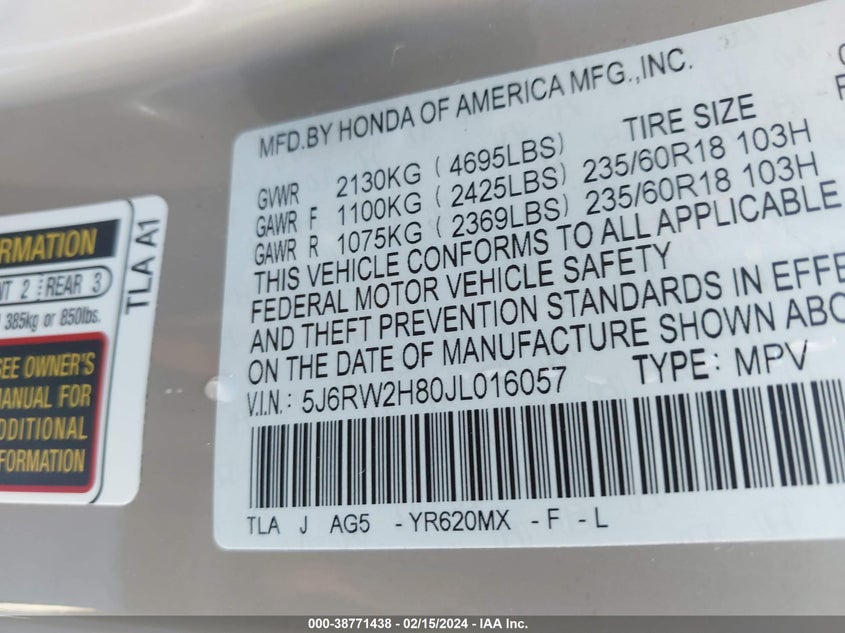 MFD.BY HONDA OF AMERICA MFG.,INC.
TIRE SIZE
GVWR 2130KG ( 4695LBS)
GAWR F 1100KG ( 2425LBS) 235/60R18 103H
GAWR R 1075KG ( 2369LBS) 235/60R18 103H
THIS VEHICLE CONFORMS TO ALL APPLICABLE
FEDERAL MOTOR VEHICLE SAFETY
AND THEFT PREVENTION STANDARDS IN EFFE
ON THE DATE OF MANUFACTURE SHOWN ABO
V.I.N.: 5J6RW2H80JL016057 TYPE: MPV
TLA J AG5 -YR620MX -F -L
TLA A1
RMATION
NT 2 REAR 3
385kg or 850lbs.
SEE OWNER'S
MANUAL FOR
ADDITIONAL
FORMATION
000-38771438 - 02/15/2024 - IAA Inc.